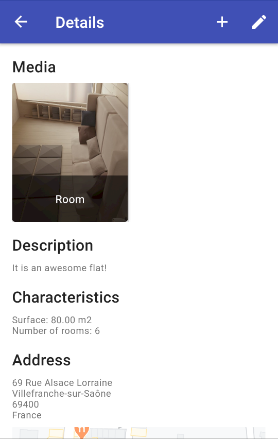 Details
Media
Room
Description
It is an awesome flat!
Characteristics
Surface: 80.00 m2
Number of rooms: 6
Address
69 Rue Alsace Lorraine
Villefranche-sur-Saône
69400
France